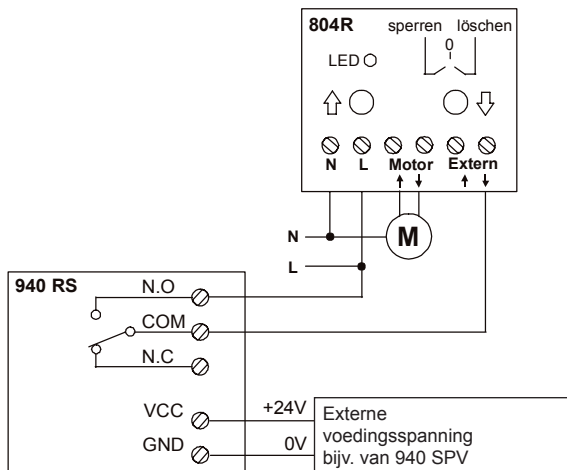 804R
sperren löschen
0
LED
N L Motor Extern
N
M
L
940 RS
N.O
COM
N.C
VCC
+24V
GND
0V
Externe
voedingsspanning
bijv. van 940 SPV